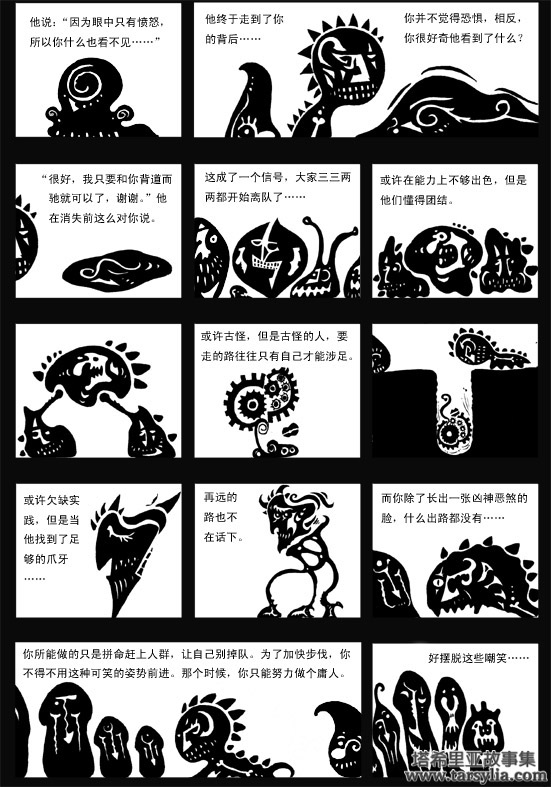 他说：“因为眼中只有愤怒，
所以你什么也看不见……”
他终于走到了你
的背后……
你并不觉得恐惧，相反，
你很好奇他看到了什么？
“很好，我只要和你背道而
驰就可以了，谢谢。”他
在消失前这么对你说。
这成了一个信号，大家三三两
两都开始离队了……
或许在能力上不够出色，但是
他们懂得团结。
或许古怪，但是古怪的人，要
走的路往往只有自己才能涉足。
或许欠缺实
践，但是当
他找到了足
够的爪牙
……
再远的
路也不
在话下。
而你除了长出一张凶神恶煞的
脸，什么出路都没有……
你所能做的只是拼命赶上人群，让自己别掉队。为了加快步伐，你
不得不用这种可笑的姿势前进。那个时候，你只能努力做个庸人。
好摆脱这些嘲笑……
塔希里亚故事集
www.tarsylia.com